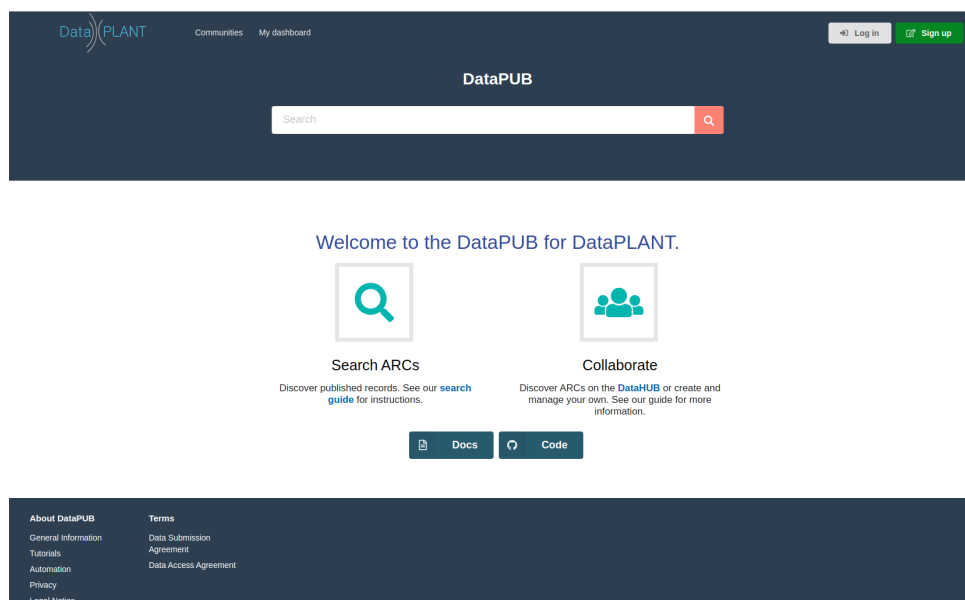 Data PLANT
Communities My dashboard
Log in
Sign up
DataPUB
Search
Welcome to the DataPUB for DataPLANT.
Search ARCs
Discover published records. See our search
guide for instructions.
Collaborate
Discover ARCs on the DataHUB or create and
manage your own. See our guide for more
information.
Docs
Code
About DataPUB
General Information
Tutorials
Automation
Privacy
Legal Notice
Terms
Data Submission
Agreement
Data Access Agreement